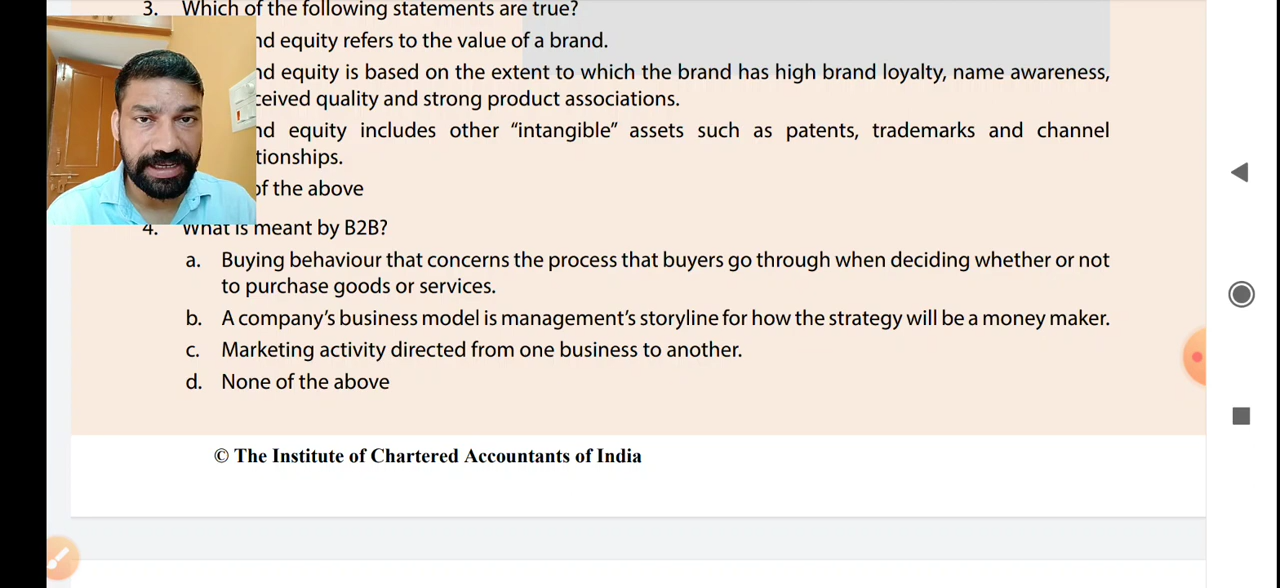 3. Which of the following statements are true?
nd equity refers to the value of a brand.
nd equity is based on the extent to which the brand has high brand loyalty, name awareness,
ceived quality and strong product associations.
nd equity includes other “intangible” assets such as patents, trademarks and channel
tionships.
of the above
4. What is meant by B2B?
a. Buying behaviour that concerns the process that buyers go through when deciding whether or not
to purchase goods or services.
b. A company’s business model is management’s storyline for how the strategy will be a money maker.
c. Marketing activity directed from one business to another.
d. None of the above
© The Institute of Chartered Accountants of India